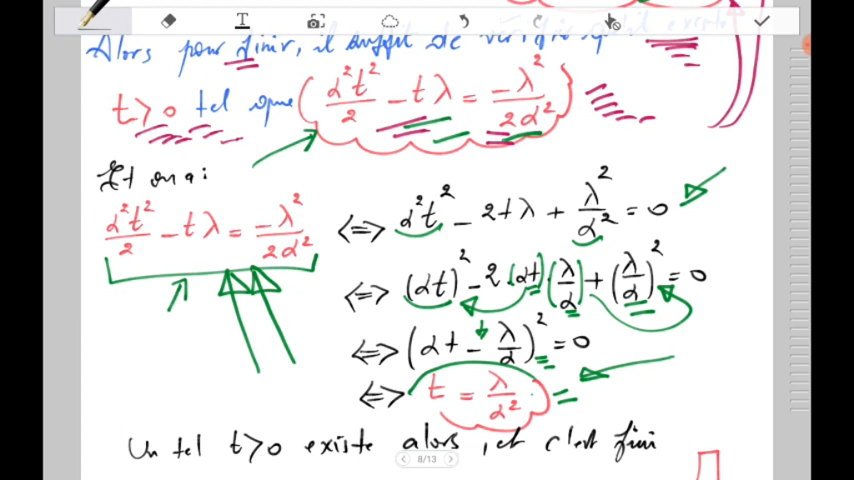 Alors pour finir, il suffit de vérifier qu'il existe
t > 0 tel que ( α²t²/2 - tλ = -λ²/2α² )
Et on a :
α²t²/2 - tλ = -λ²/2α² <=> α²t² - 2tλ + λ²/α² = 0
<=> (αt)² - 2(αt)(λ/α) + (λ/α)² = 0
<=> (αt - λ/α)² = 0
<=> t = λ/α²
Un tel t > 0 existe alors, et c'est fini
8/13